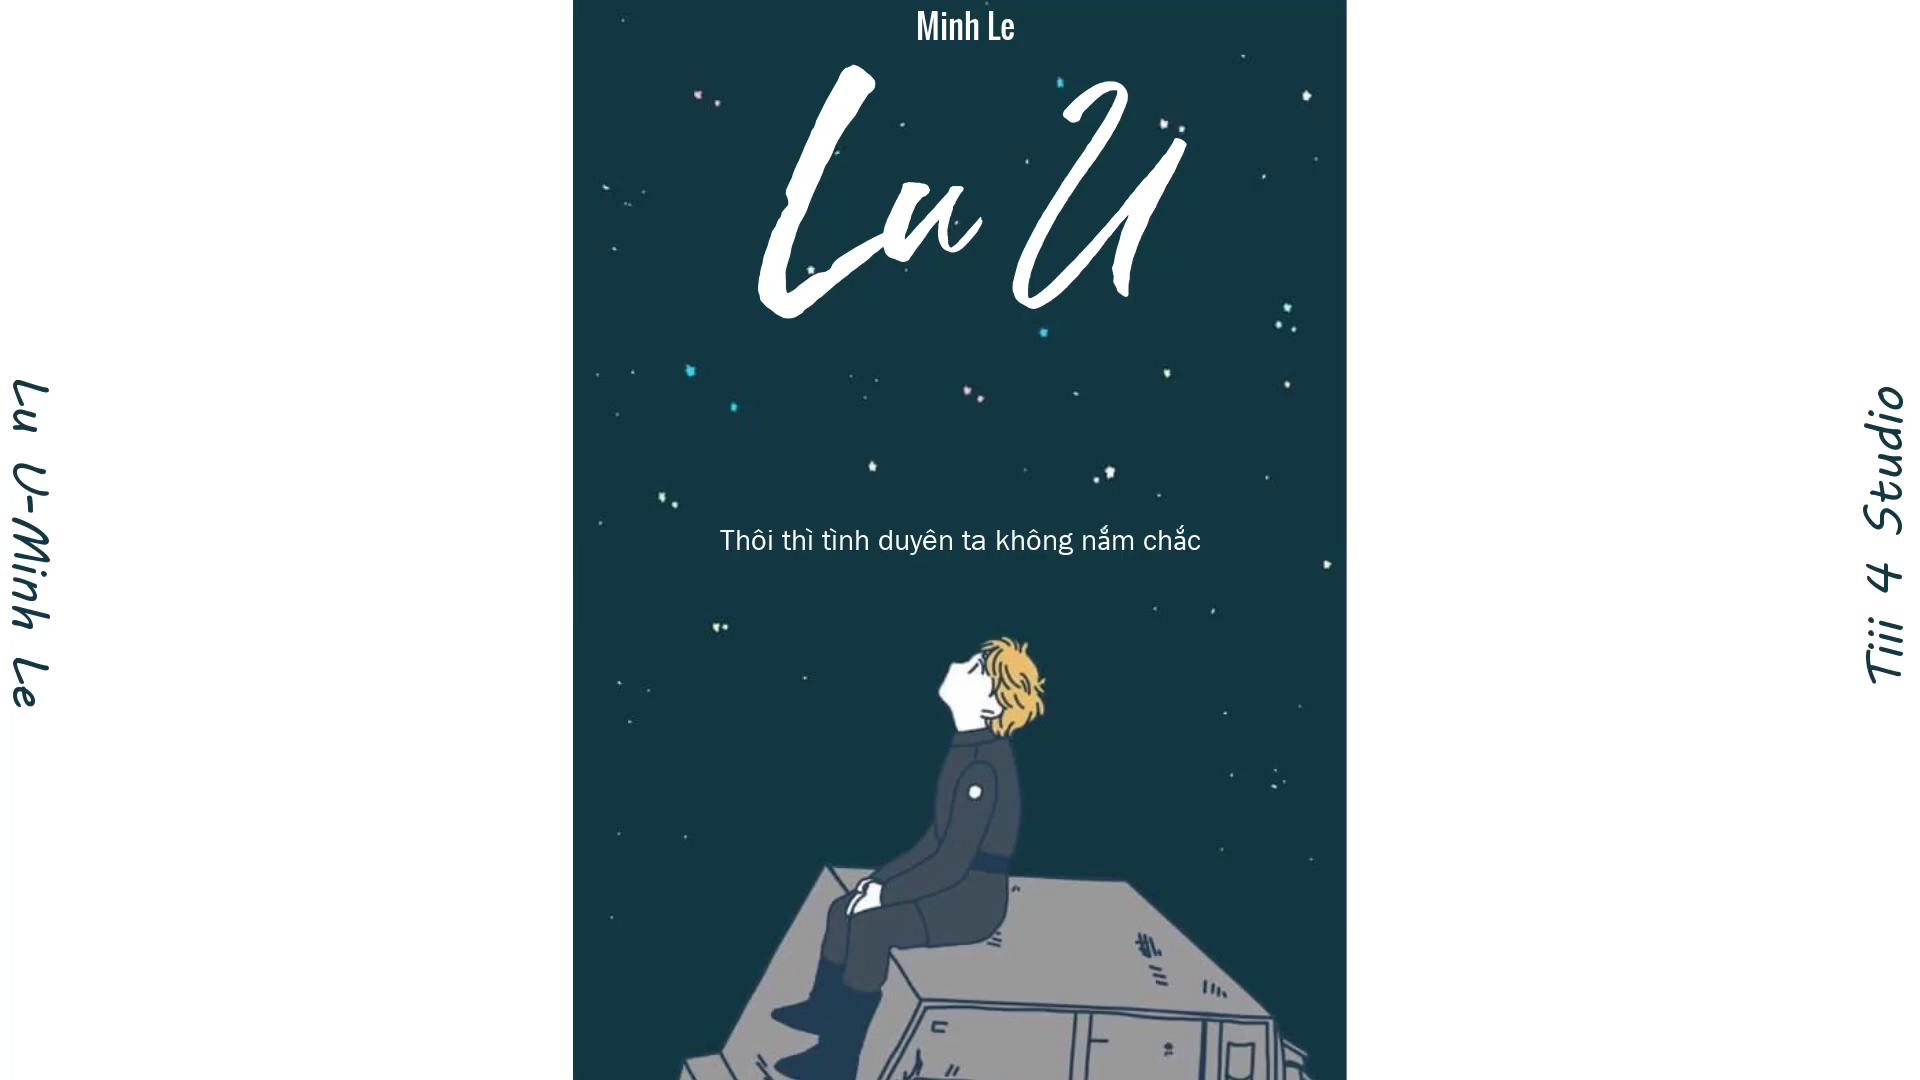 Minh Le
Lu U
Thôi thì tình duyên ta không nắm chắc
Lu U-Minh Le
Tiii 4 Studio